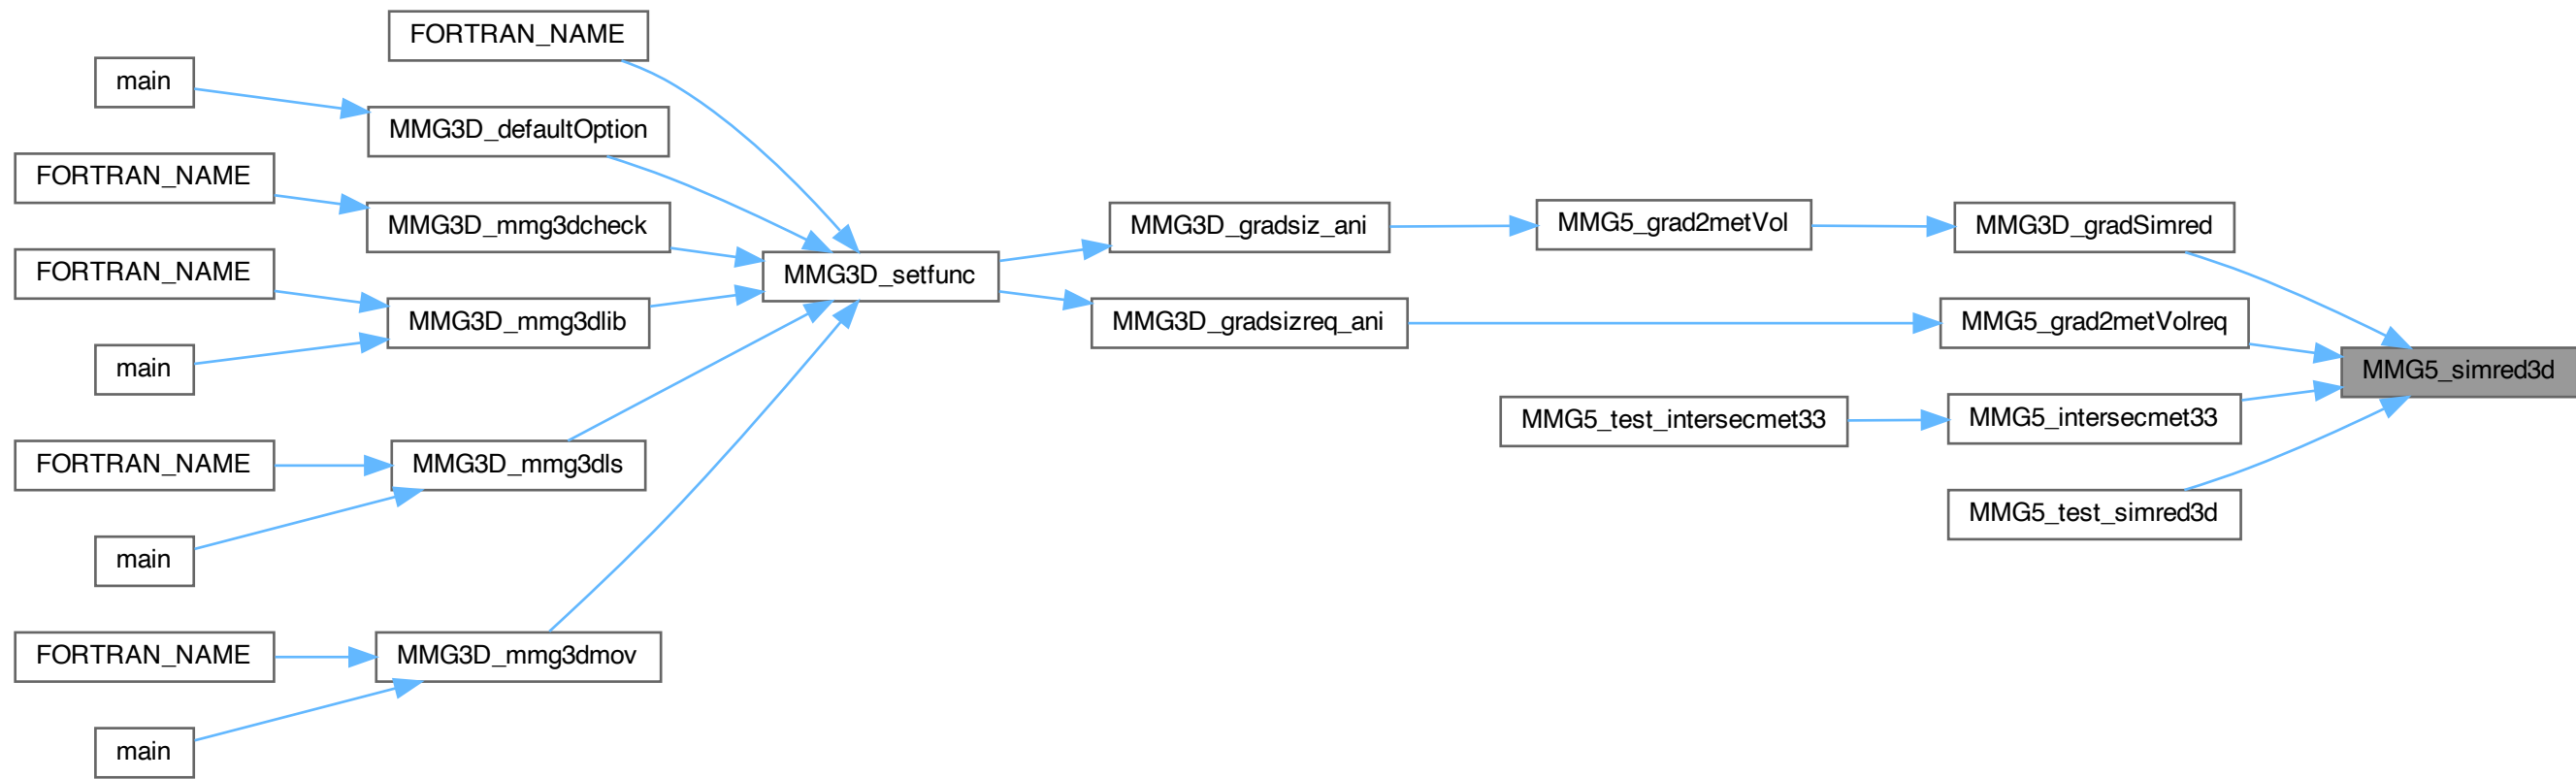 FORTRAN_NAME
main
MMG3D_defaultOption
FORTRAN_NAME
MMG3D_mmg3dcheck
FORTRAN_NAME
MMG3D_mmg3dlib
main
FORTRAN_NAME
MMG3D_mmg3dls
main
FORTRAN_NAME
MMG3D_mmg3dmov
main
MMG3D_setfunc
MMG3D_gradsiz_ani
MMG3D_gradsizreq_ani
MMG5_grad2metVol
MMG5_test_intersecmet33
MMG3D_gradSimred
MMG5_grad2metVolreq
MMG5_intersecmet33
MMG5_test_simred3d
MMG5_simred3d